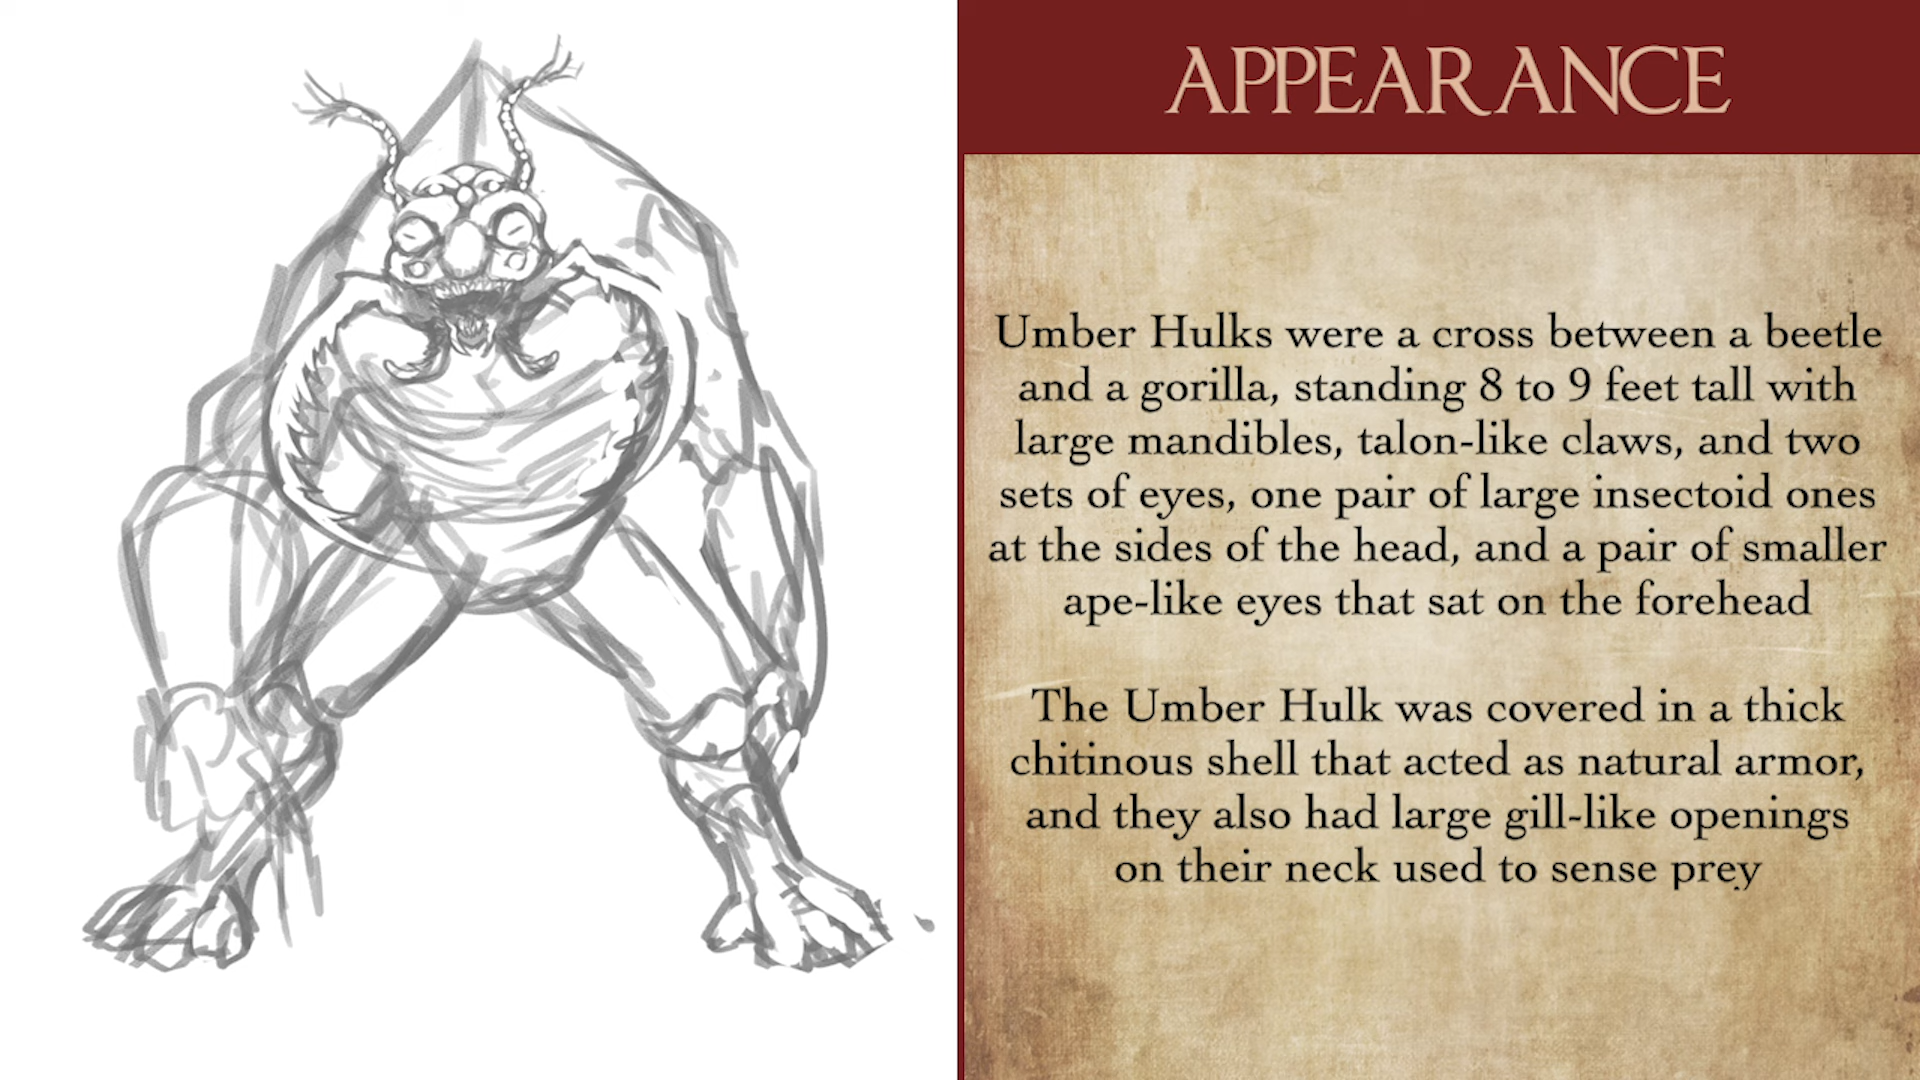 APPEARANCE
Umber Hulks were a cross between a beetle
and a gorilla, standing 8 to 9 feet tall with
large mandibles, talon-like claws, and two
sets of eyes, one pair of large insectoid ones
at the sides of the head, and a pair of smaller
ape-like eyes that sat on the forehead
The Umber Hulk was covered in a thick
chitinous shell that acted as natural armor,
and they also had large gill-like openings
on their neck used to sense prey